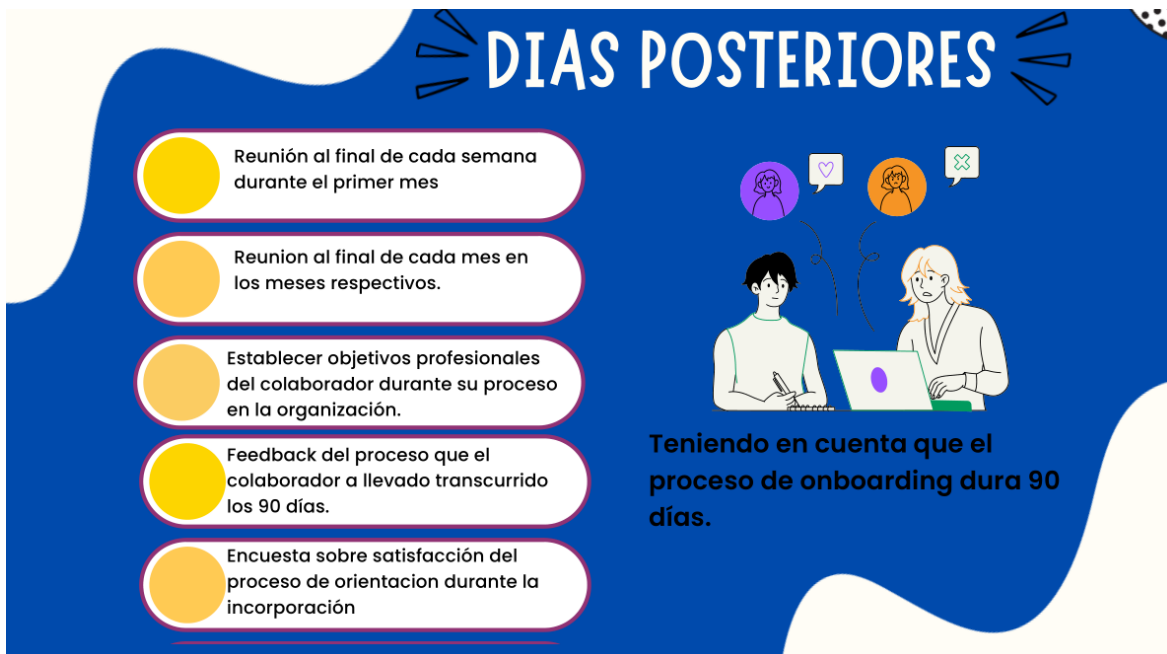 DIAS POSTERIORES
Reunión al final de cada semana
durante el primer mes
Reunion al final de cada mes en
los meses respectivos.
Establecer objetivos profesionales
del colaborador durante su proceso
en la organización.
Feedback del proceso que el
colaborador a llevado transcurrido
los 90 días.
Encuesta sobre satisfacción del
proceso de orientacion durante la
incorporación
Teniendo en cuenta que el
proceso de onboarding dura 90
días.